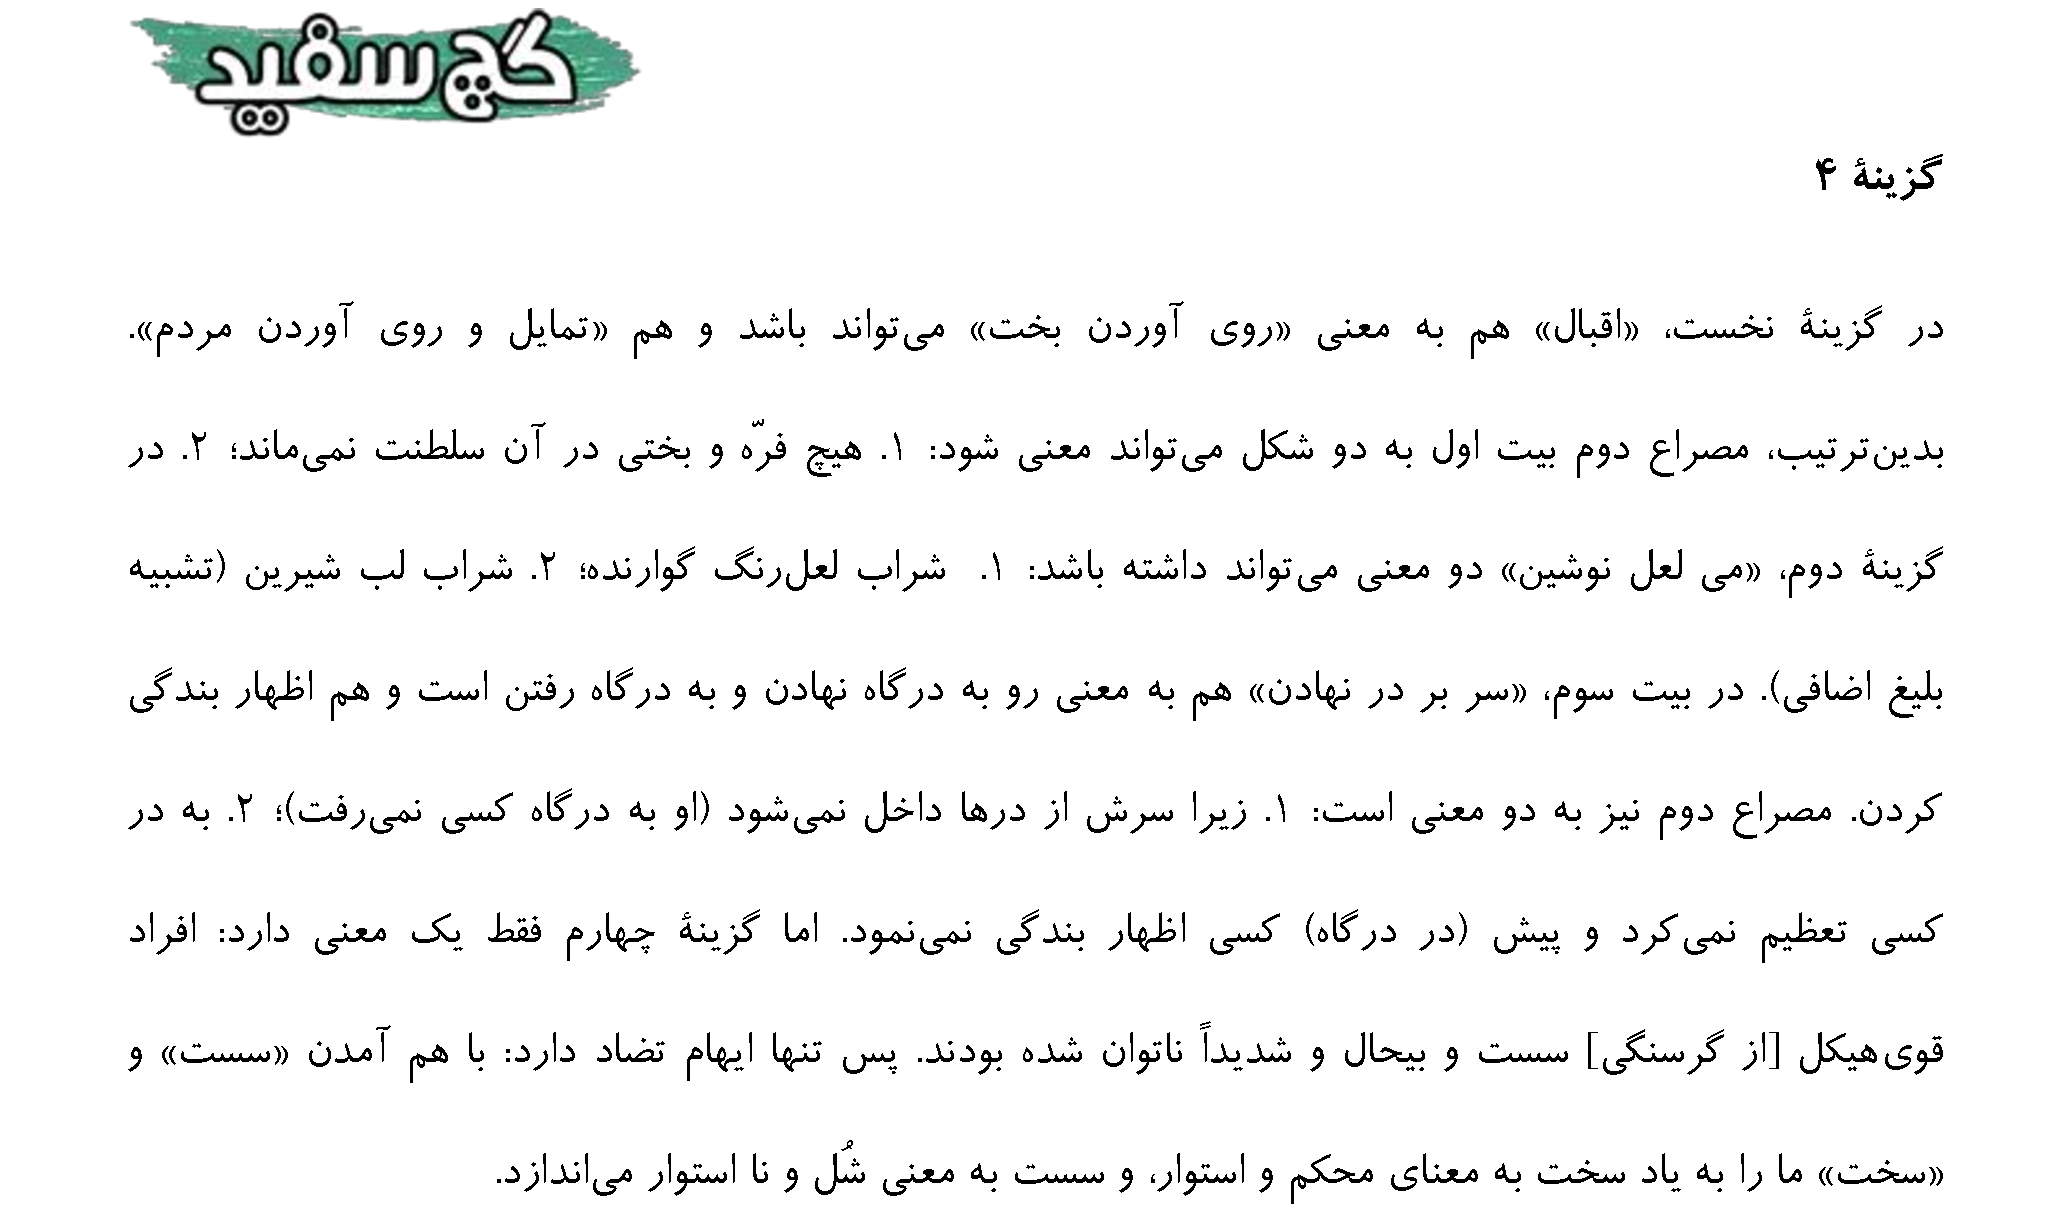 گچ سفید
گزینۀ ۴
در گزینۀ نخست، «اقبال» هم به معنی «روی آوردن بخت» می‌تواند باشد و هم «تمایل و روی آوردن مردم».
بدین‌ترتیب، مصراع دوم بیت اول به دو شکل می‌تواند معنی شود: ۱. هیچ فرّه و بختی در آن سلطنت نمی‌ماند؛ ۲. در
گزینۀ دوم، «می لعل نوشین» دو معنی می‌تواند داشته باشد: ۱. شراب لعل‌رنگ گوارنده؛ ۲. شراب لب شیرین (تشبیه
بلیغ اضافی). در بیت سوم، «سر بر در نهادن» هم به معنی رو به درگاه نهادن و به درگاه رفتن است و هم اظهار بندگی
کردن. مصراع دوم نیز به دو معنی است: ۱. زیرا سرش از درها داخل نمی‌شود (او به درگاه کسی نمی‌رفت)؛ ۲. به در
کسی تعظیم نمی‌کرد و پیش (در درگاه) کسی اظهار بندگی نمی‌نمود. اما گزینۀ چهارم فقط یک معنی دارد: افراد
قوی‌هیکل [از گرسنگی] سست و بیحال و شدیداً ناتوان شده بودند. پس تنها ایهام تضاد دارد: با هم آمدن «سست» و
«سخت» ما را به یاد سخت به معنای محکم و استوار، و سست به معنی شُل و نا استوار می‌اندازد.